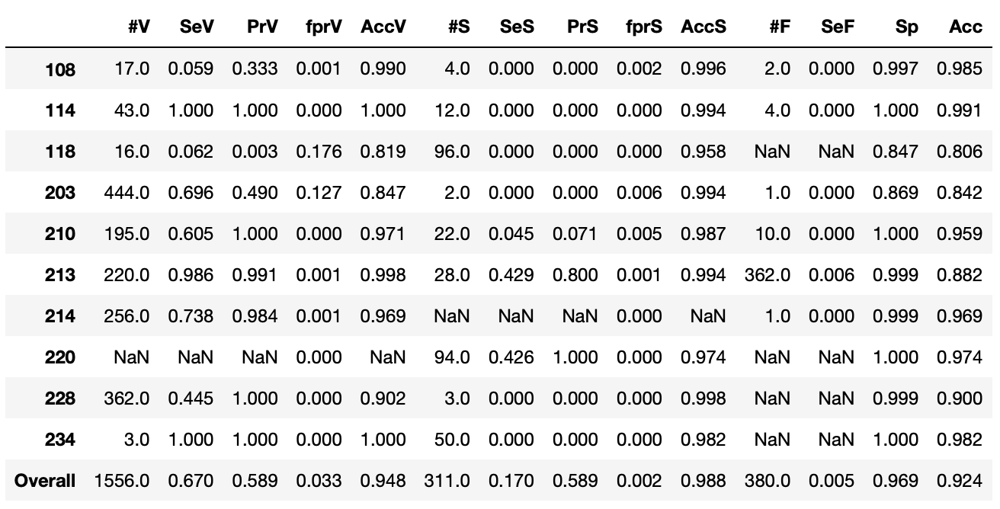 #V SeV PrV fprV AccV #S SeS PrS fprS AccS #F SeF Sp Acc
108 17.0 0.059 0.333 0.001 0.990 4.0 0.000 0.000 0.002 0.996 2.0 0.000 0.997 0.985
114 43.0 1.000 1.000 0.000 1.000 12.0 0.000 0.000 0.000 0.994 4.0 0.000 1.000 0.991
118 16.0 0.062 0.003 0.176 0.819 96.0 0.000 0.000 0.000 0.958 NaN NaN 0.847 0.806
203 444.0 0.696 0.490 0.127 0.847 2.0 0.000 0.000 0.006 0.994 1.0 0.000 0.869 0.842
210 195.0 0.605 1.000 0.000 0.971 22.0 0.045 0.071 0.005 0.987 10.0 0.000 1.000 0.959
213 220.0 0.986 0.991 0.001 0.998 28.0 0.429 0.800 0.001 0.994 362.0 0.006 0.999 0.882
214 256.0 0.738 0.984 0.001 0.969 NaN NaN NaN 0.000 NaN 1.0 0.000 0.999 0.969
220 NaN NaN NaN 0.000 NaN 94.0 0.426 1.000 0.000 0.974 NaN NaN 1.000 0.974
228 362.0 0.445 1.000 0.000 0.902 3.0 0.000 0.000 0.000 0.998 NaN NaN 0.999 0.900
234 3.0 1.000 1.000 0.000 1.000 50.0 0.000 0.000 0.000 0.982 NaN NaN 1.000 0.982
Overall 1556.0 0.670 0.589 0.033 0.948 311.0 0.170 0.589 0.002 0.988 380.0 0.005 0.969 0.924